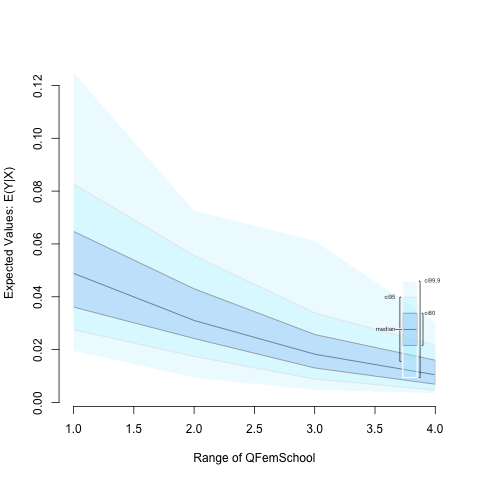 Expected Values: E(Y|X)
0.12
0.10
0.08
0.06
0.04
0.02
0.00
ci99.9
ci95
ci80
median
1.0 1.5 2.0 2.5 3.0 3.5 4.0
Range of QFemSchool